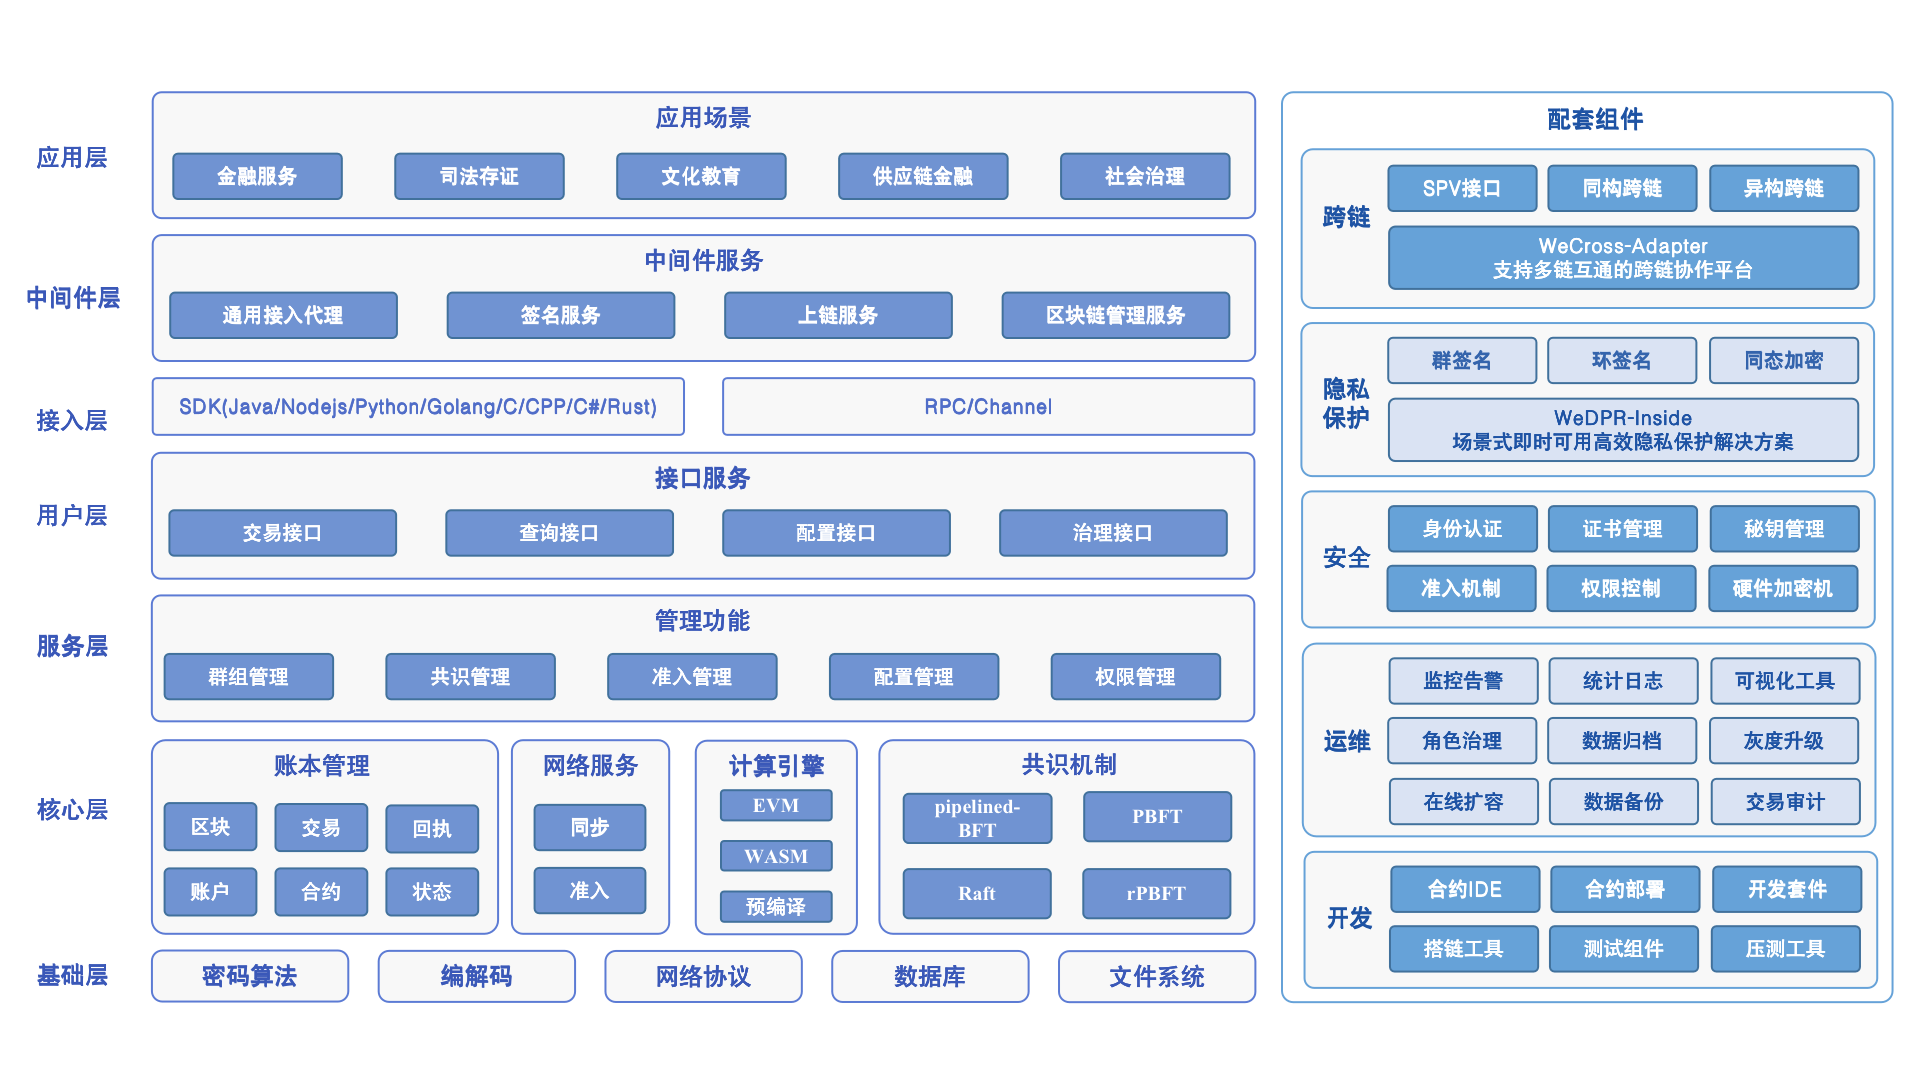 应用层
应用场景
金融服务
司法存证
文化教育
供应链金融
社会治理
中间件层
中间件服务
通用接入代理
签名服务
上链服务
区块链管理服务
接入层
SDK(Java/Nodejs/Python/Golang/C/CPP/C#/Rust)
RPC/Channel
用户层
接口服务
交易接口
查询接口
配置接口
治理接口
服务层
管理功能
群组管理
共识管理
准入管理
配置管理
权限管理
核心层
账本管理
区块
交易
回执
账户
合约
状态
网络服务
同步
准入
计算引擎
EVM
WASM
预编译
共识机制
pipelined-
BFT
PBFT
Raft
rPBFT
基础层
密码算法
编解码
网络协议
数据库
文件系统
配套组件
跨链
SPV接口
同构跨链
异构跨链
WeCross-Adapter
支持多链互通的跨链协作平台
隐私
保护
群签名
环签名
同态加密
WeDPR-Inside
场景式即时可用高效隐私保护解决方案
安全
身份认证
证书管理
秘钥管理
准入机制
权限控制
硬件加密机
运维
监控告警
统计日志
可视化工具
角色治理
数据归档
灰度升级
在线扩容
数据备份
交易审计
开发
合约IDE
合约部署
开发套件
搭链工具
测试组件
压测工具